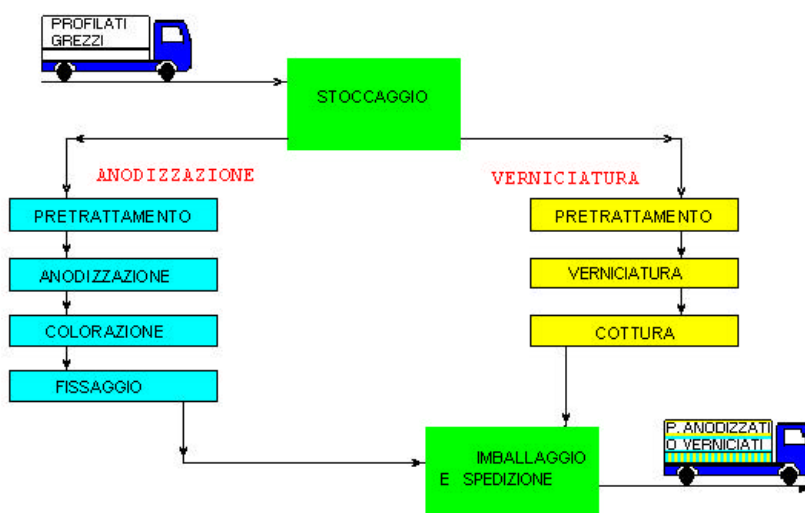 PROFILATI
GREZZI
STOCCAGGIO
ANODIZZAZIONE
VERNICIATURA
PRETRATTAMENTO
PRETRATTAMENTO
ANODIZZAZIONE
VERNICIATURA
COLORAZIONE
COTTURA
FISSAGGIO
P. ANODIZZATI
O VERNICIATI
IMBALLAGGIO
E SPEDIZIONE